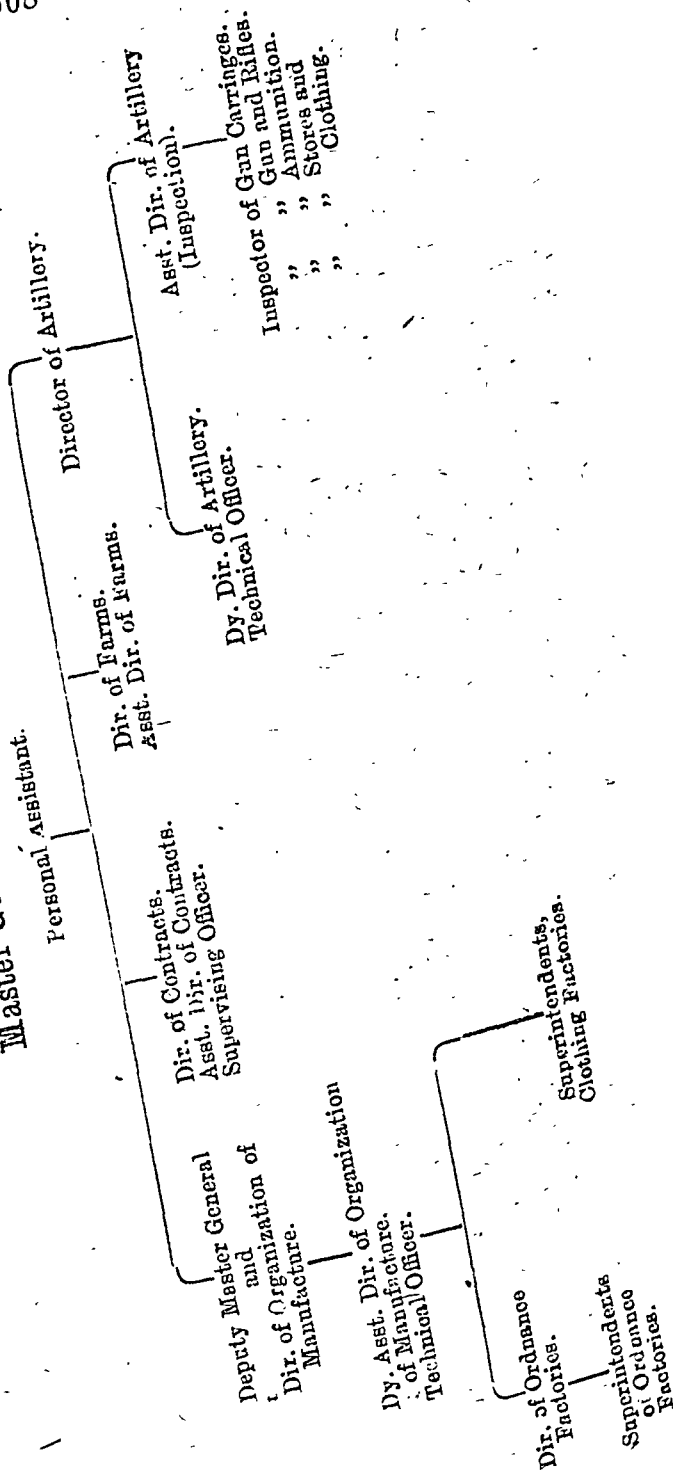 Master
Personal Assistant.
Deputy Master General
and
Dir. of Organization of
Manufacture.
Dir. of Contracts.
Asst. Dir. of Contracts.
Supervising Officer.
Dir. of Farms.
Asst. Dir. of Farms.
Director of Artillery.
Dy. Asst. Dir. of Organization
of Manufacture.
Technical Officer.
Dy. Dir. of Artillery.
Technical Officer.
Asst. Dir. of Artillery
(Inspection).
Inspector of Gun Carriages.
„ „ Gun and Rifles.
„ „ Ammunition.
„ „ Stores and
Clothing.
Dir. of Ordnance
Factories.
Superintendents
of Ordnance
Factories.
Superintendents,
Clothing Factories.